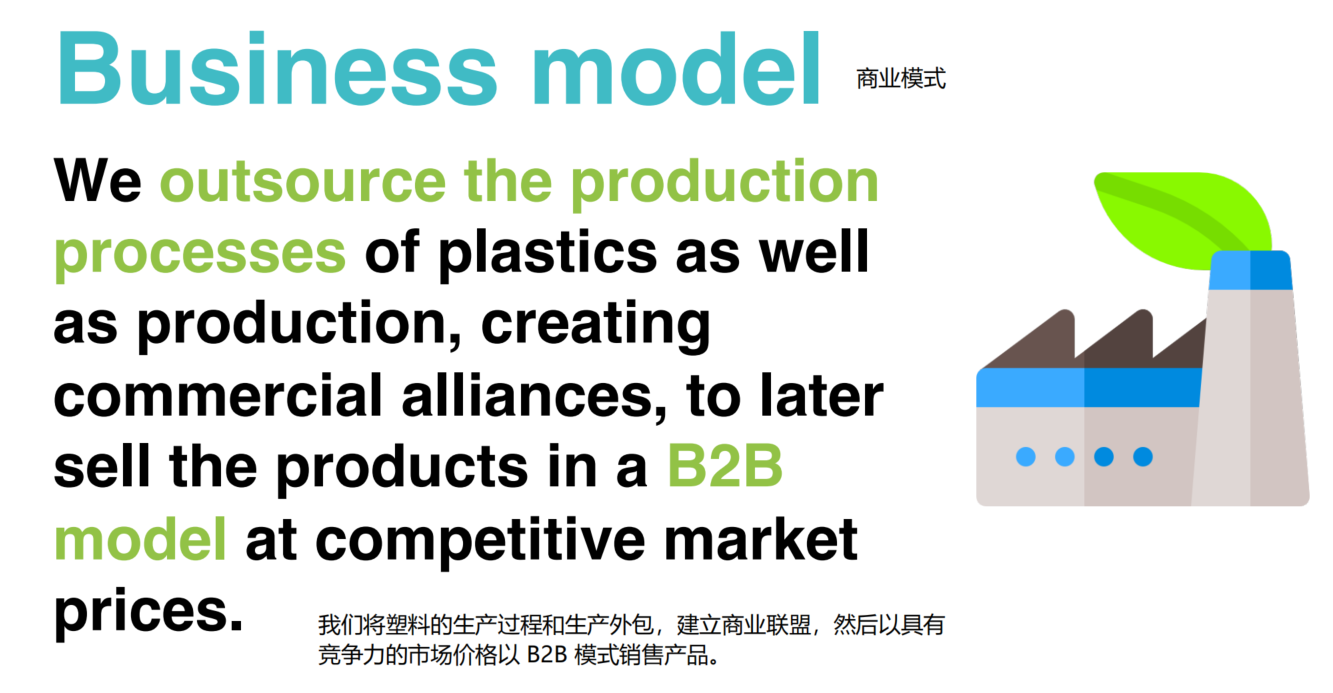 Business model
商业模式
We outsource the production
processes of plastics as well
as production, creating
commercial alliances, to later
sell the products in a B2B
model at competitive market
prices.
我们将塑料的生产过程和生产外包，建立商业联盟，然后以具有
竞争力的市场价格以 B2B 模式销售产品。